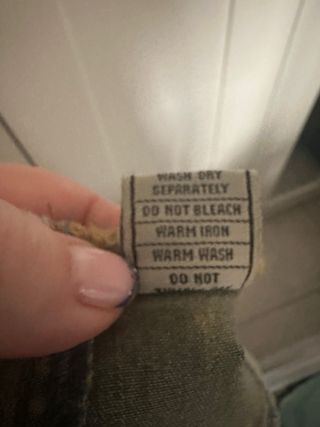 WASH DRY
SEPARATELY
DO NOT BLEACH
WARM IRON
WARM WASH
DO NOT